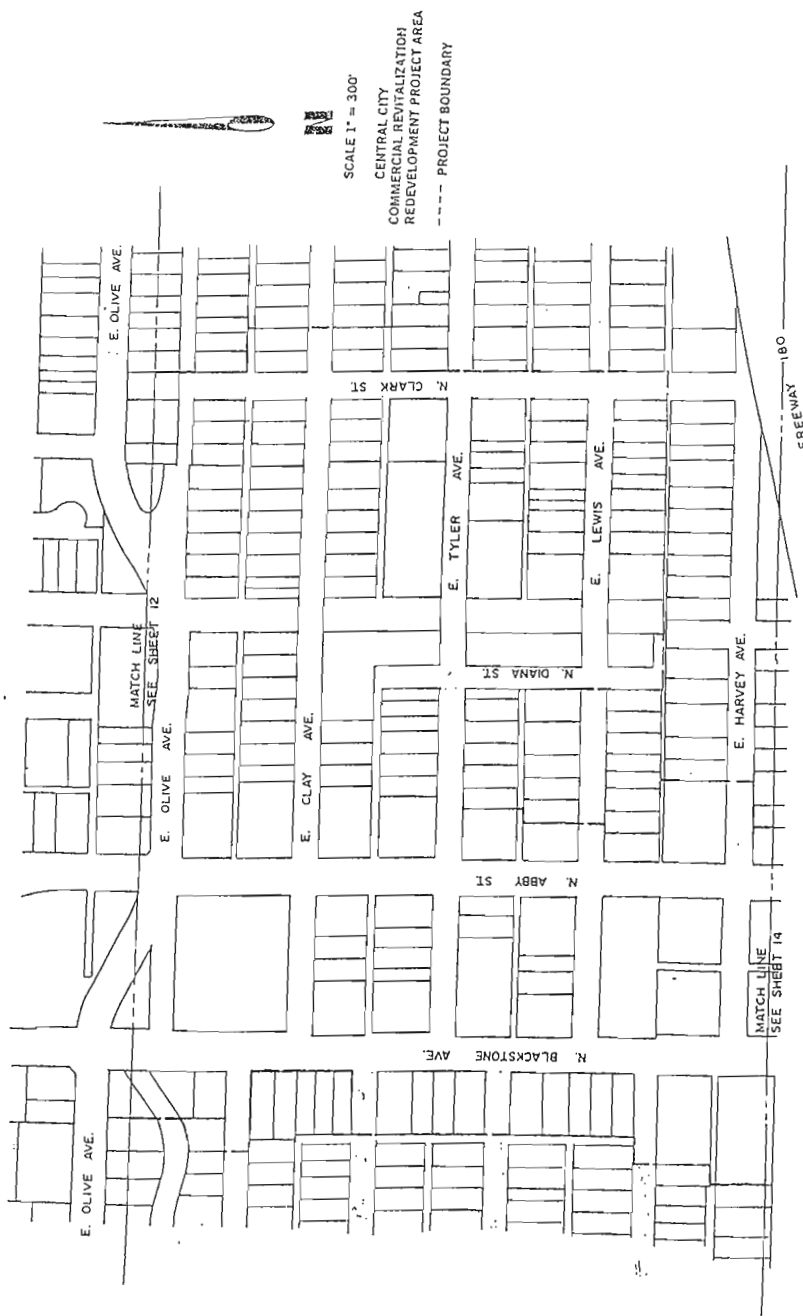 N
SCALE 1" = 300'
CENTRAL CITY
COMMERCIAL REVITALIZATION
REDEVELOPMENT PROJECT AREA
---- PROJECT BOUNDARY
E. OLIVE AVE.
E. OLIVE AVE.
MATCH LINE
SEE SHEET 12
E. OLIVE AVE.
E. CLAY AVE.
E. TYLER AVE.
E. LEWIS AVE.
E. HARVEY AVE.
N. CLARK ST.
N. DIANA ST.
N. ABBY ST.
N. BLACKSTONE AVE.
MATCH LINE
SEE SHEET 14
FREEWAY
180